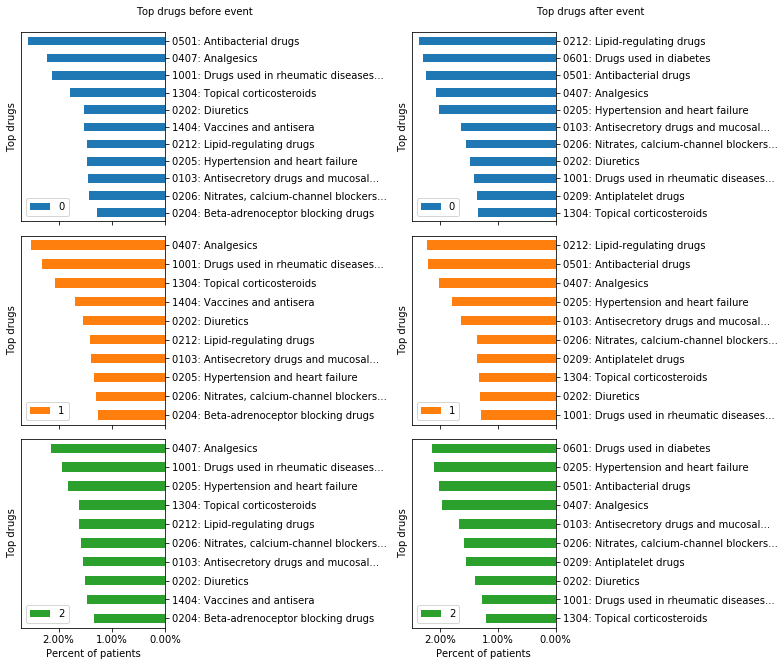 Top drugs before event
Top drugs
0501: Antibacterial drugs
0407: Analgesics
1001: Drugs used in rheumatic diseases...
1304: Topical corticosteroids
0202: Diuretics
1404: Vaccines and antisera
0212: Lipid-regulating drugs
0205: Hypertension and heart failure
0103: Antisecretory drugs and mucosal...
0206: Nitrates, calcium-channel blockers...
0204: Beta-adrenoceptor blocking drugs
0
Top drugs
0407: Analgesics
1001: Drugs used in rheumatic diseases...
1304: Topical corticosteroids
1404: Vaccines and antisera
0202: Diuretics
0212: Lipid-regulating drugs
0103: Antisecretory drugs and mucosal...
0205: Hypertension and heart failure
0206: Nitrates, calcium-channel blockers...
0204: Beta-adrenoceptor blocking drugs
1
Top drugs
0407: Analgesics
1001: Drugs used in rheumatic diseases...
0205: Hypertension and heart failure
1304: Topical corticosteroids
0212: Lipid-regulating drugs
0206: Nitrates, calcium-channel blockers...
0103: Antisecretory drugs and mucosal...
0202: Diuretics
1404: Vaccines and antisera
0204: Beta-adrenoceptor blocking drugs
2
2.00% 1.00% 0.00%
Percent of patients
Top drugs after event
Top drugs
0212: Lipid-regulating drugs
0601: Drugs used in diabetes
0501: Antibacterial drugs
0407: Analgesics
0205: Hypertension and heart failure
0103: Antisecretory drugs and mucosal...
0206: Nitrates, calcium-channel blockers...
0202: Diuretics
1001: Drugs used in rheumatic diseases...
0209: Antiplatelet drugs
1304: Topical corticosteroids
0
Top drugs
0212: Lipid-regulating drugs
0501: Antibacterial drugs
0407: Analgesics
0205: Hypertension and heart failure
0103: Antisecretory drugs and mucosal...
0206: Nitrates, calcium-channel blockers...
0209: Antiplatelet drugs
1304: Topical corticosteroids
0202: Diuretics
1001: Drugs used in rheumatic diseases...
1
Top drugs
0601: Drugs used in diabetes
0205: Hypertension and heart failure
0501: Antibacterial drugs
0407: Analgesics
0103: Antisecretory drugs and mucosal...
0206: Nitrates, calcium-channel blockers...
0209: Antiplatelet drugs
0202: Diuretics
1001: Drugs used in rheumatic diseases...
1304: Topical corticosteroids
2
2.00% 1.00% 0.00%
Percent of patients